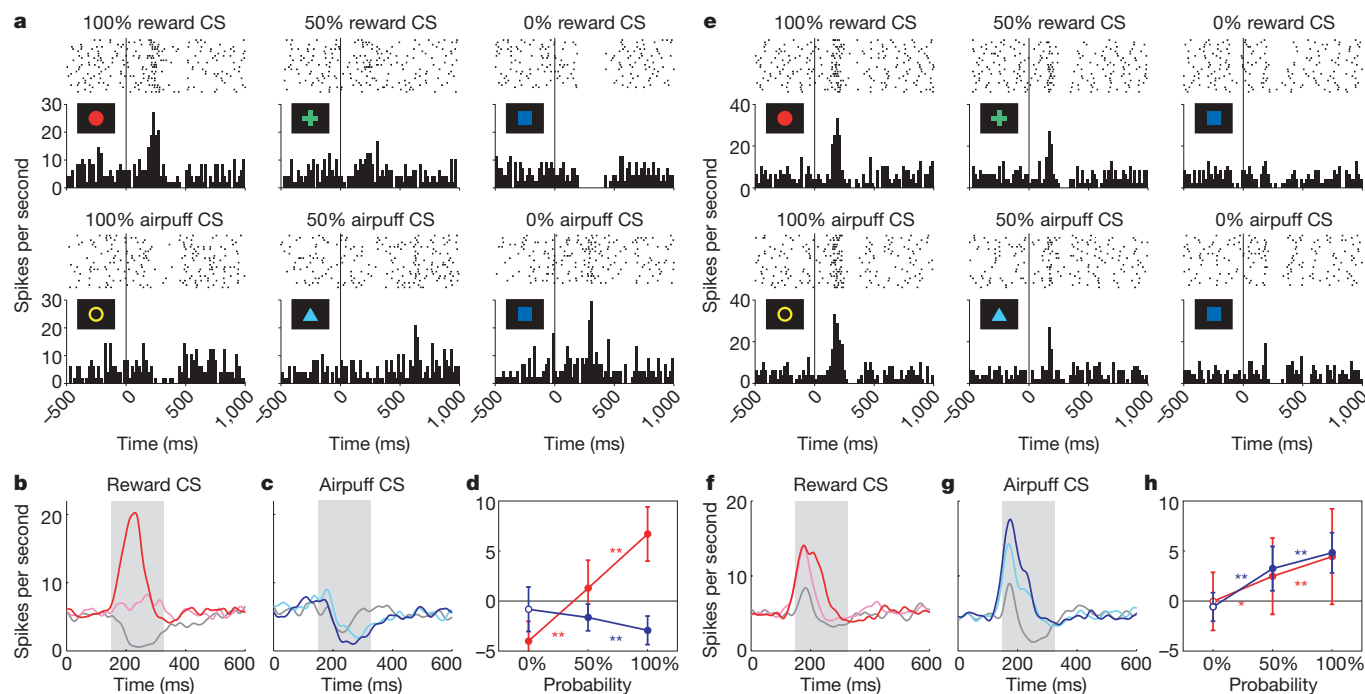 a
100% reward CS
50% reward CS
0% reward CS
30
20
10
0
100% airpuff CS
50% airpuff CS
0% airpuff CS
30
20
10
0
Spikes per second
−500
0
500
1,000
−500
0
500
1,000
−500
0
500
1,000
Time (ms)
Time (ms)
Time (ms)
e
100% reward CS
50% reward CS
0% reward CS
40
20
0
100% airpuff CS
50% airpuff CS
0% airpuff CS
40
20
0
Spikes per second
−500
0
500
1,000
−500
0
500
1,000
−500
0
500
1,000
Time (ms)
Time (ms)
Time (ms)
b
Reward CS
Spikes per second
20
10
0
0
200
400
600
Time (ms)
c
Airpuff CS
0
200
400
600
Time (ms)
d
10
5
0
−5
**
**
**
0%
50%
100%
Probability
f
Reward CS
Spikes per second
20
10
0
0
200
400
600
Time (ms)
g
Airpuff CS
0
200
400
600
Time (ms)
h
10
5
0
−5
**
**
*
**
0%
50%
100%
Probability